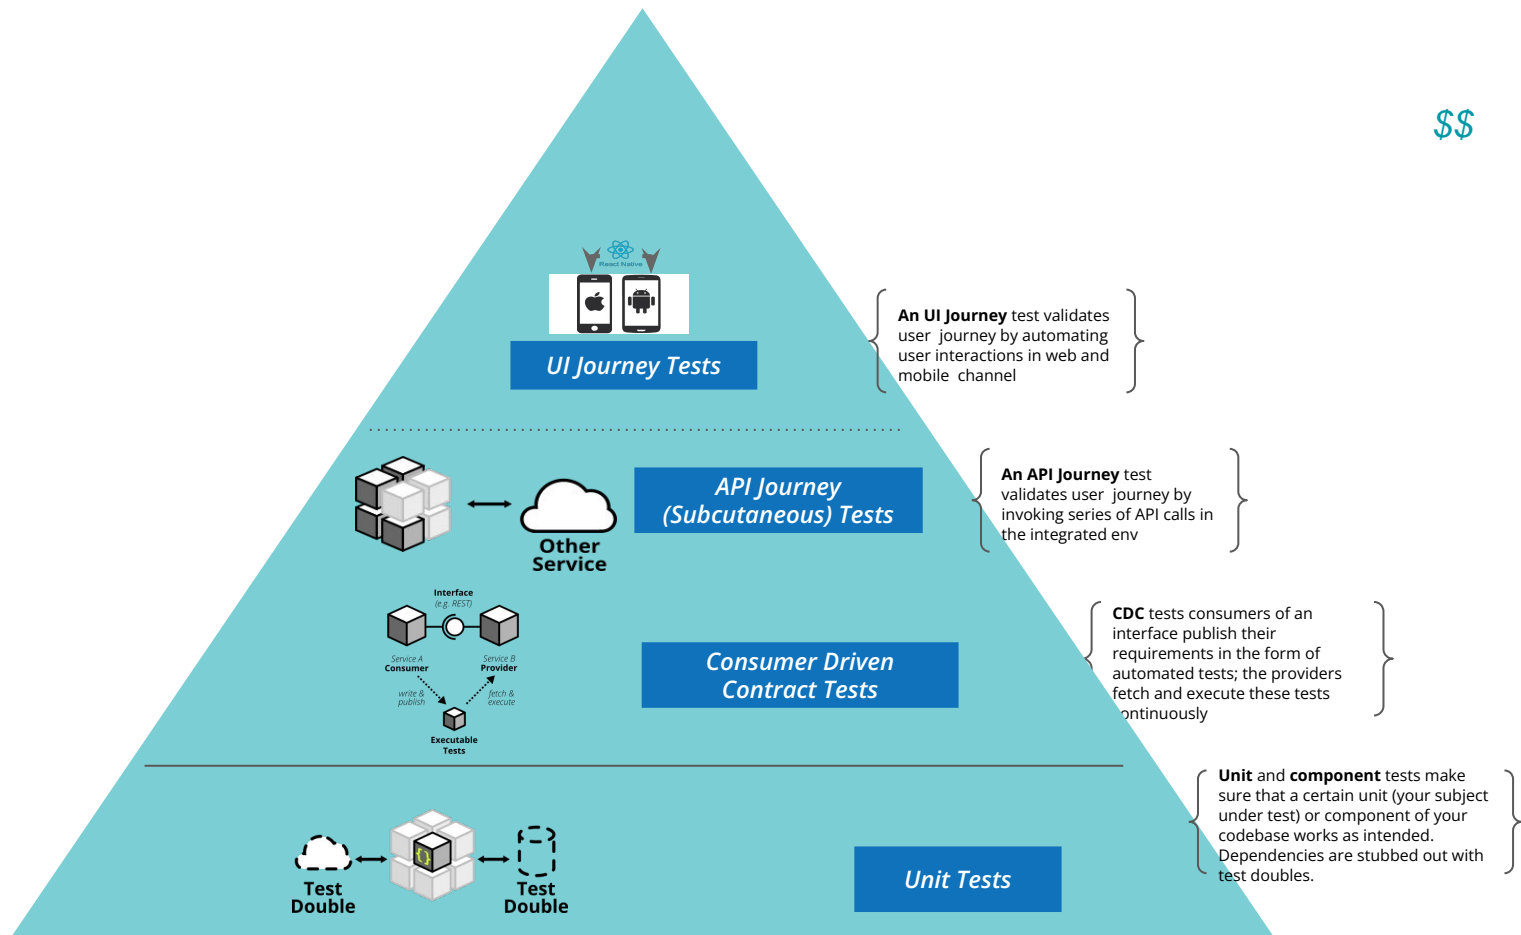 $$
React Native
UI Journey Tests
An UI Journey test validates
user journey by automating
user interactions in web and
mobile channel
API Journey
(Subcutaneous) Tests
Other
Service
An API Journey test
validates user journey by
invoking series of API calls in
the integrated env
Interface
(e.g. REST)
Service A
Consumer
Service B
Provider
write &
publish
fetch &
execute
Executable
Tests
Consumer Driven
Contract Tests
CDC tests consumers of an
interface publish their
requirements in the form of
automated tests; the providers
fetch and execute these tests
continuously
{}
Test
Double
Test
Double
Unit Tests
Unit and component tests make
sure that a certain unit (your subject
under test) or component of your
codebase works as intended.
Dependencies are stubbed out with
test doubles.